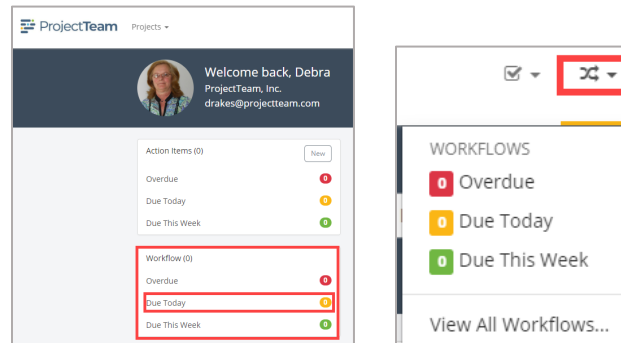 ProjectTeam Projects
Welcome back, Debra
ProjectTeam, Inc.
drakes@projectteam.com
Action Items (0) New
Overdue 0
Due Today 0
Due This Week 0
Workflow (0)
Overdue 0
Due Today 0
Due This Week 0
WORKFLOWS
0 Overdue
0 Due Today
0 Due This Week
View All Workflows...